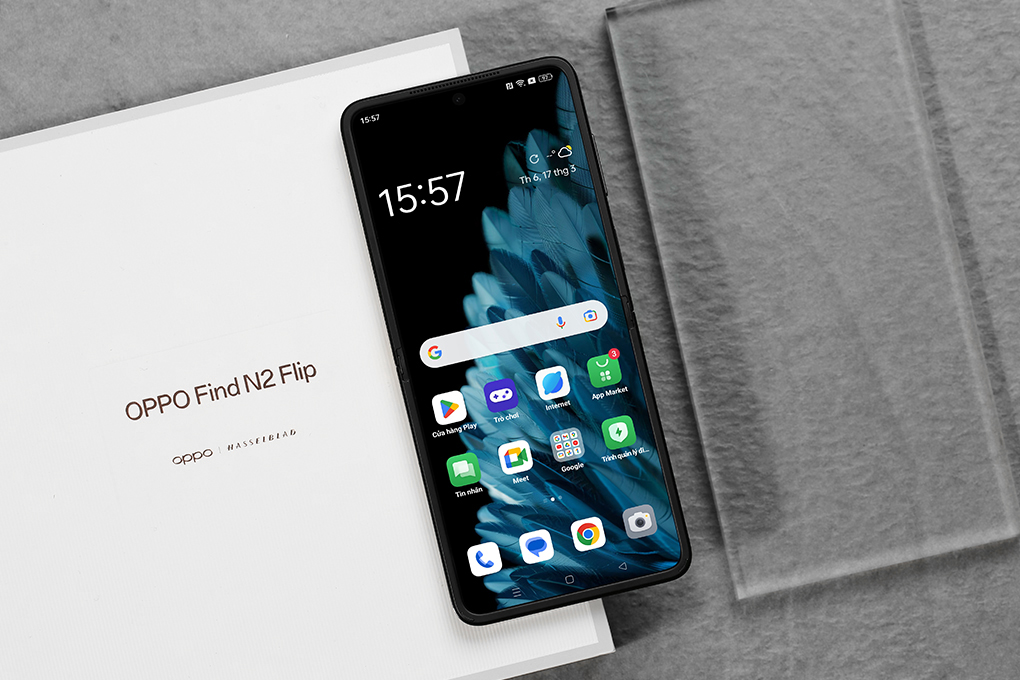 15:57
15:57
Th 6, 17 thg 3
Cửa hàng Play
Trò chơi
Internet
3
App Market
Tin nhắn
Meet
Google
Trình quản lý đi...
OPPO Find N2 Flip
oppo | HASSELBLAD